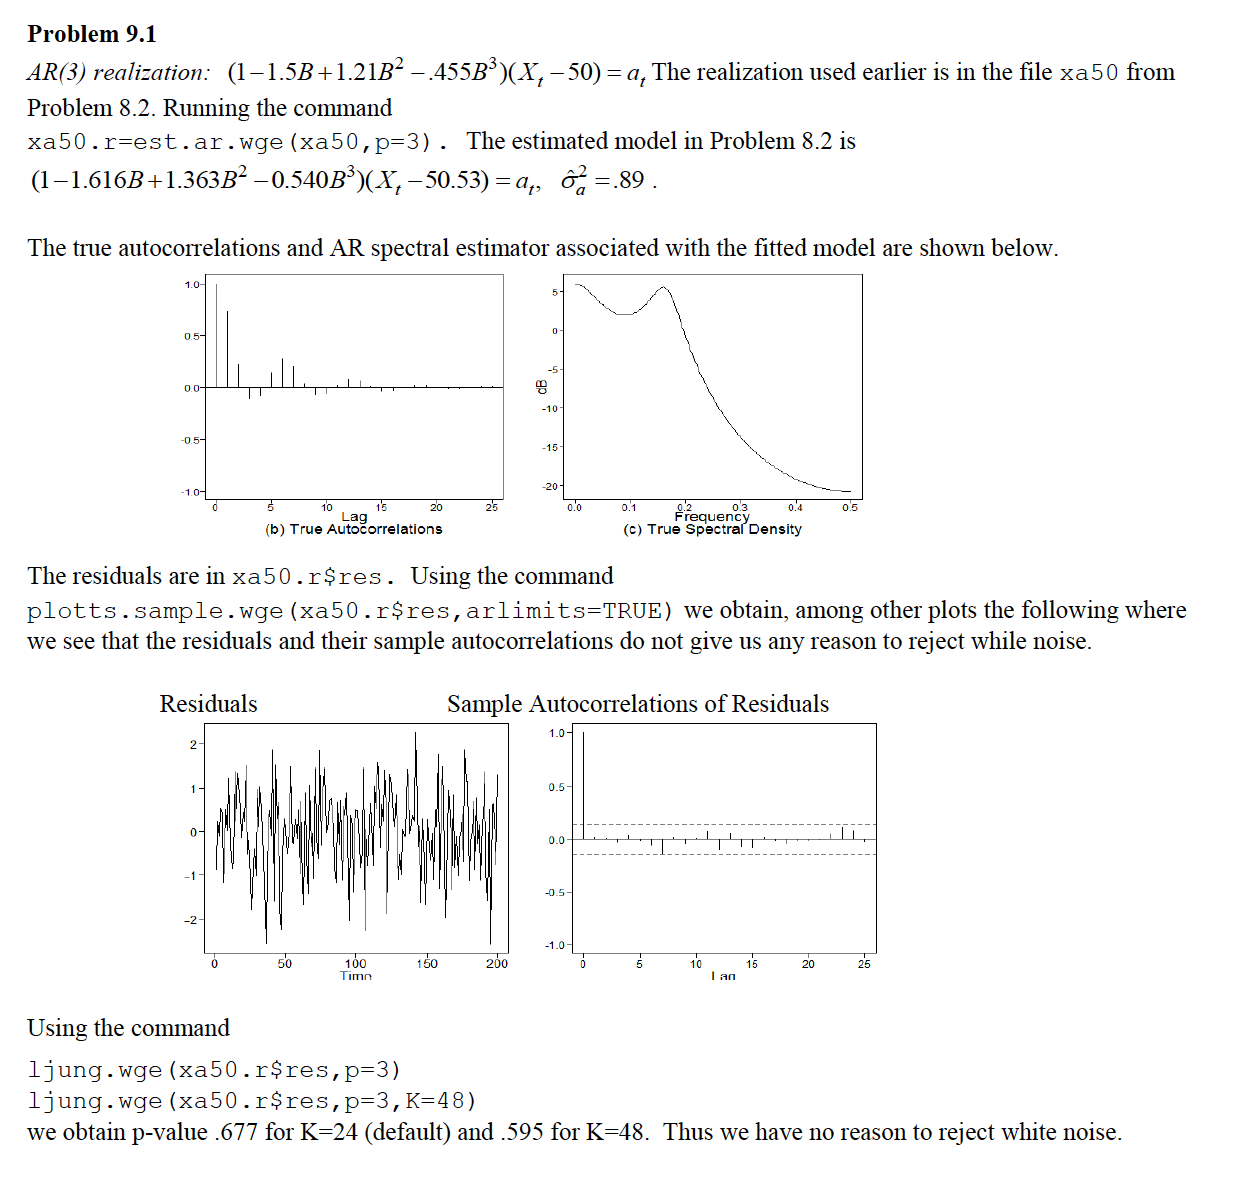 Problem 9.1
AR(3) realization: (1−1.5B+1.21B² −.455B³)(Xₜ −50) = aₜ The realization used earlier is in the file xa50 from
Problem 8.2. Running the command
xa50.r=est.ar.wge(xa50,p=3). The estimated model in Problem 8.2 is
(1−1.616B+1.363B² −0.540B³)(Xₜ −50.53) = aₜ, σ̂²ₐ =.89 .
The true autocorrelations and AR spectral estimator associated with the fitted model are shown below.
1.0
0.5
0.0
-0.5
-1.0
0 5 10 15 20 25
Lag
(b) True Autocorrelations
5
0
-5
-10
-15
-20
dB
0.0 0.1 0.2 0.3 0.4 0.5
Frequency
(c) True Spectral Density
The residuals are in xa50.r$res. Using the command
plotts.sample.wge(xa50.r$res,arlimits=TRUE) we obtain, among other plots the following where
we see that the residuals and their sample autocorrelations do not give us any reason to reject while noise.
Residuals
2
1
0
-1
-2
0 50 100 150 200
Time
Sample Autocorrelations of Residuals
1.0
0.5
0.0
-0.5
-1.0
0 5 10 15 20 25
Lag
Using the command
ljung.wge(xa50.r$res,p=3)
ljung.wge(xa50.r$res,p=3,K=48)
we obtain p-value .677 for K=24 (default) and .595 for K=48. Thus we have no reason to reject white noise.